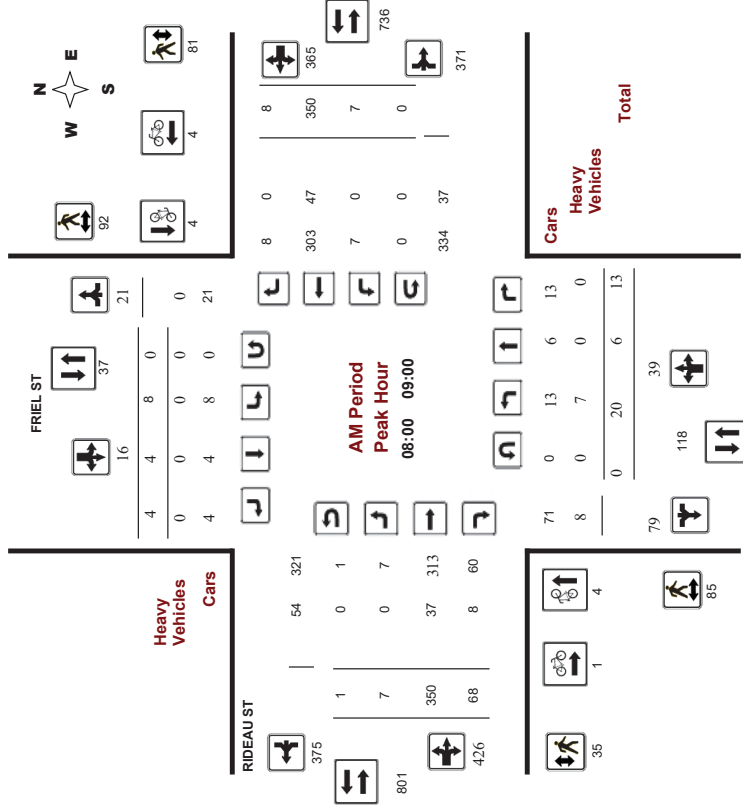 N
W E
S
92
81
4
4
FRIEL ST
16
37
21
4 4 8 0
0 0 0 0 0
4 4 8 0 21
Heavy
Vehicles
Cars
RIDEAU ST
375
801
426
54 321
1 0 1
7 0 7
350 37 313
68 8 60
AM Period
Peak Hour
08:00 09:00
8 0 8
303 47 350
7 0 7
0 0 0
334 37
365
736
371
Cars
Heavy
Vehicles
Total
71 0 13 6 13
8 0 7 0 0
0 20 6 13
79
118
39
35
1
4
85